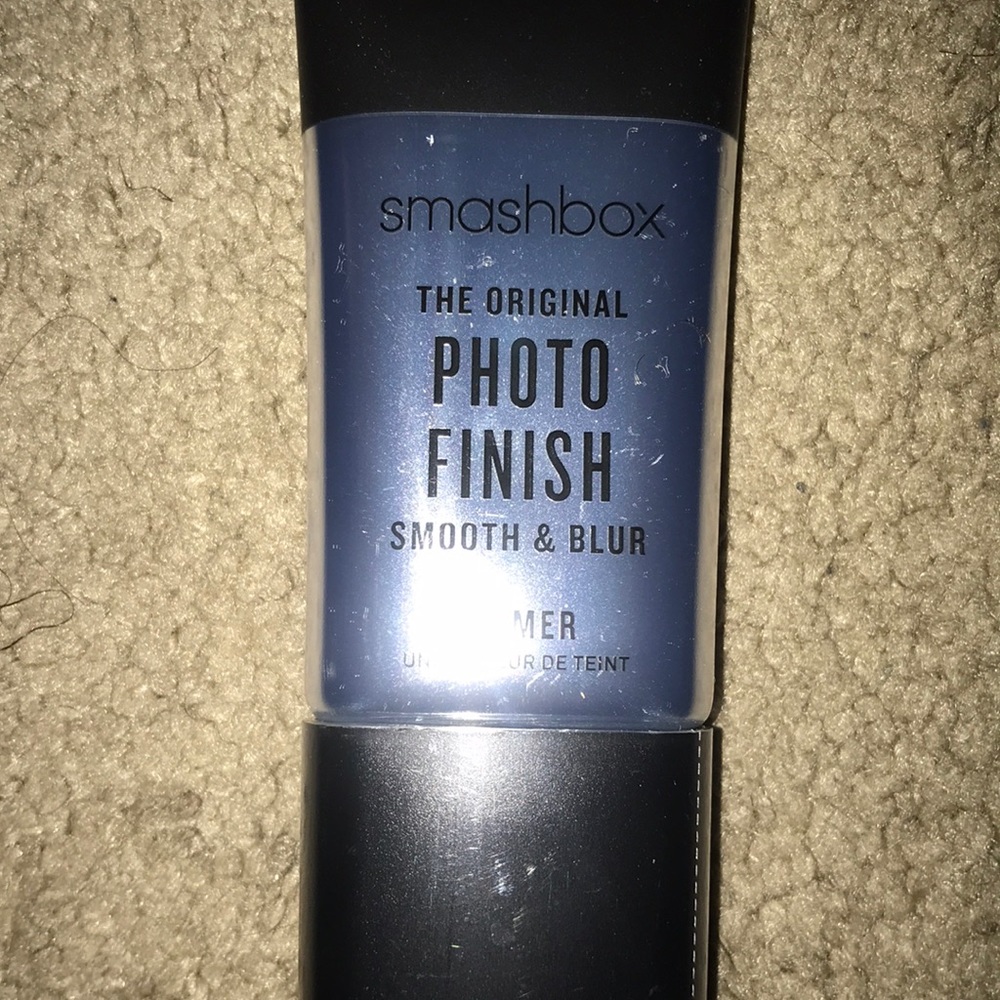 smashbox
THE ORIGINAL
PHOTO
FINISH
SMOOTH & BLUR
DE TEINT